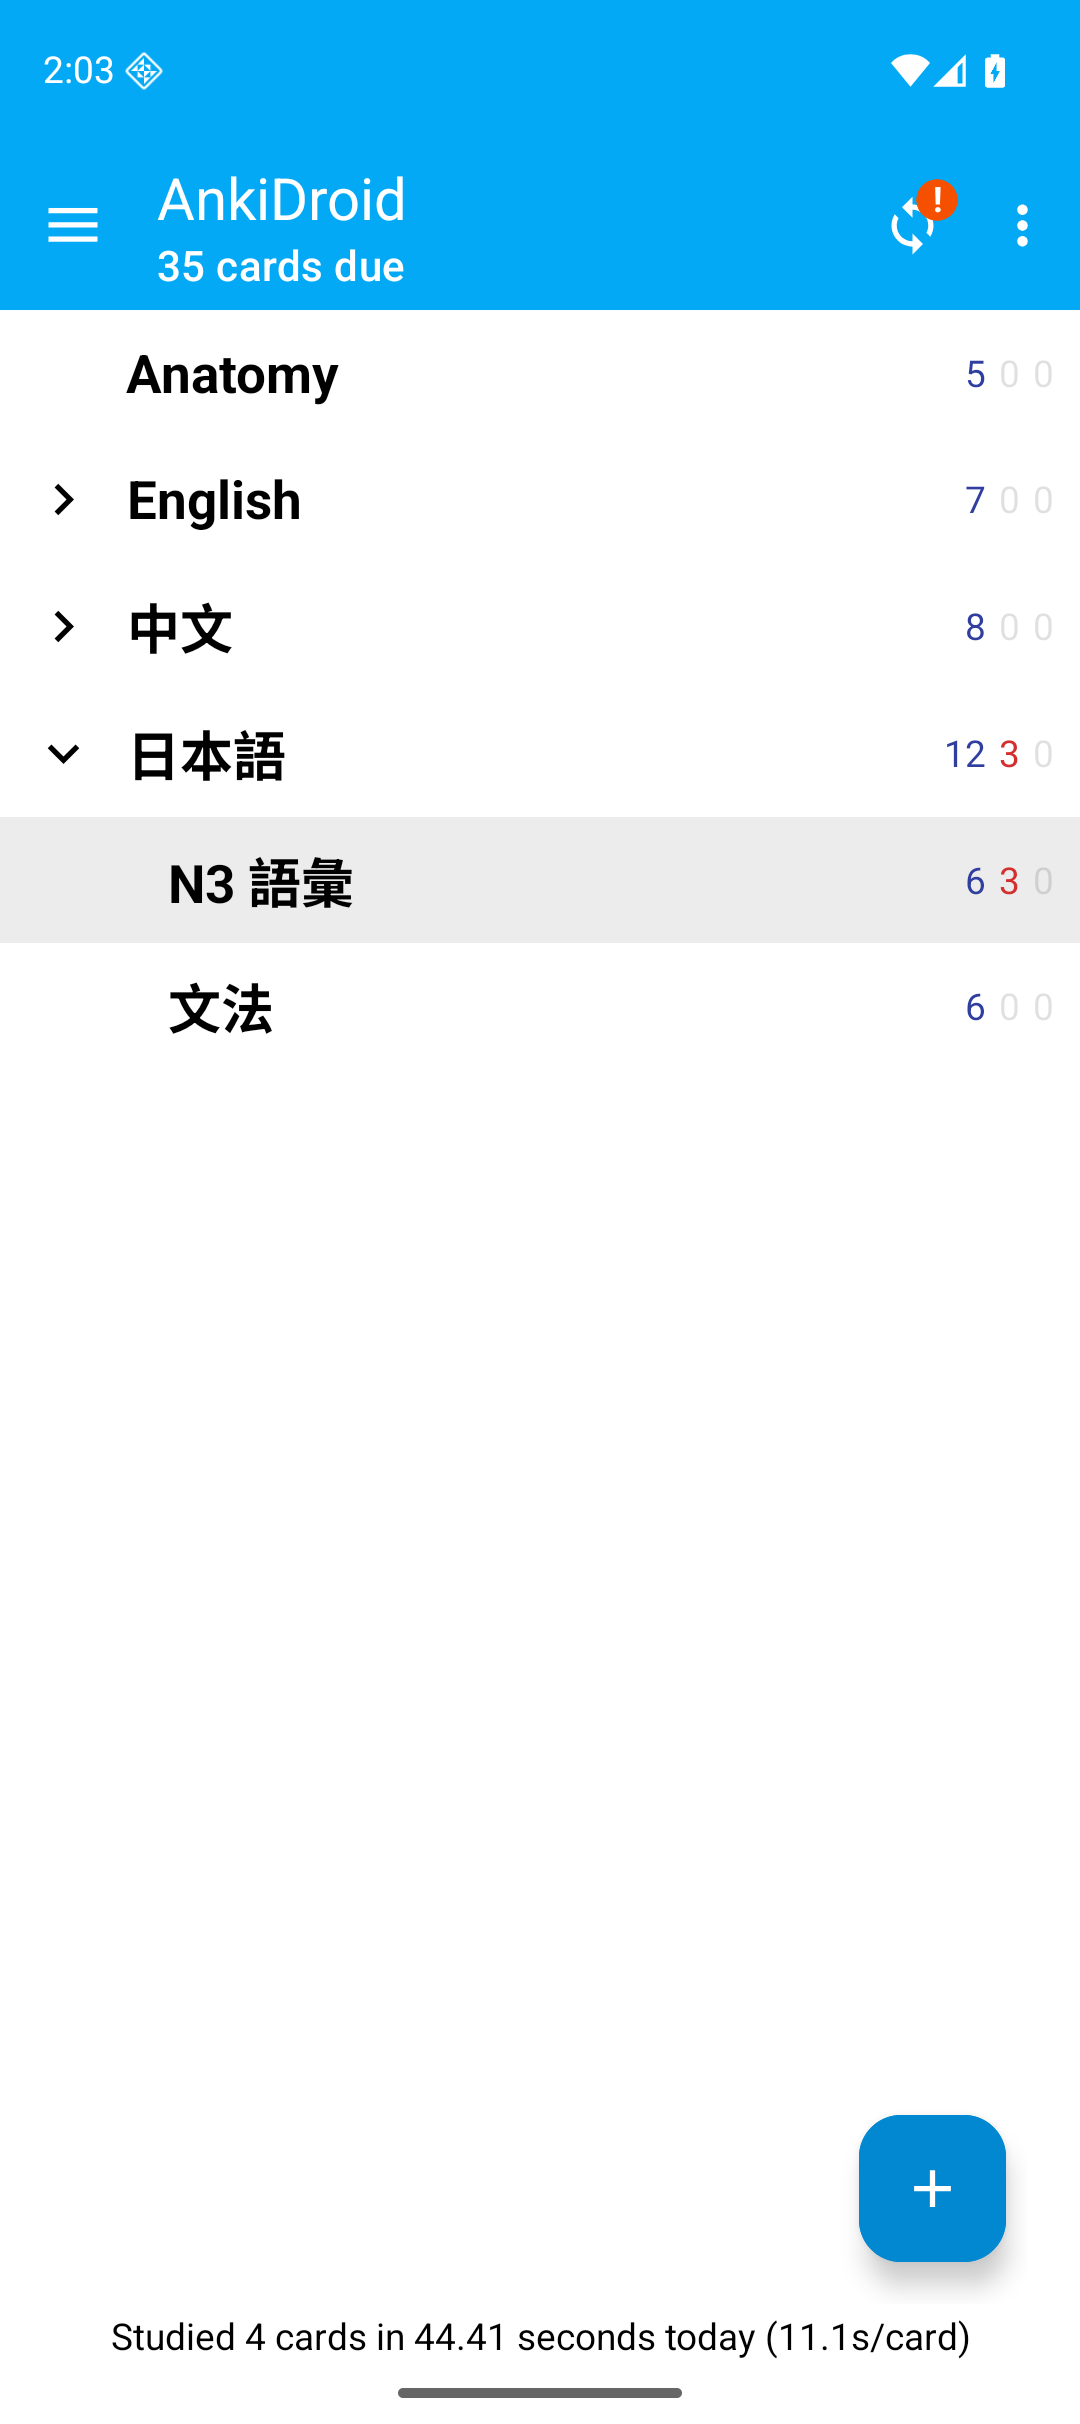 2:03
AnkiDroid
35 cards due
Anatomy 5 0 0
English 7 0 0
中文 8 0 0
日本語 12 3 0
N3 語彙 6 3 0
文法 6 0 0
Studied 4 cards in 44.41 seconds today (11.1s/card)